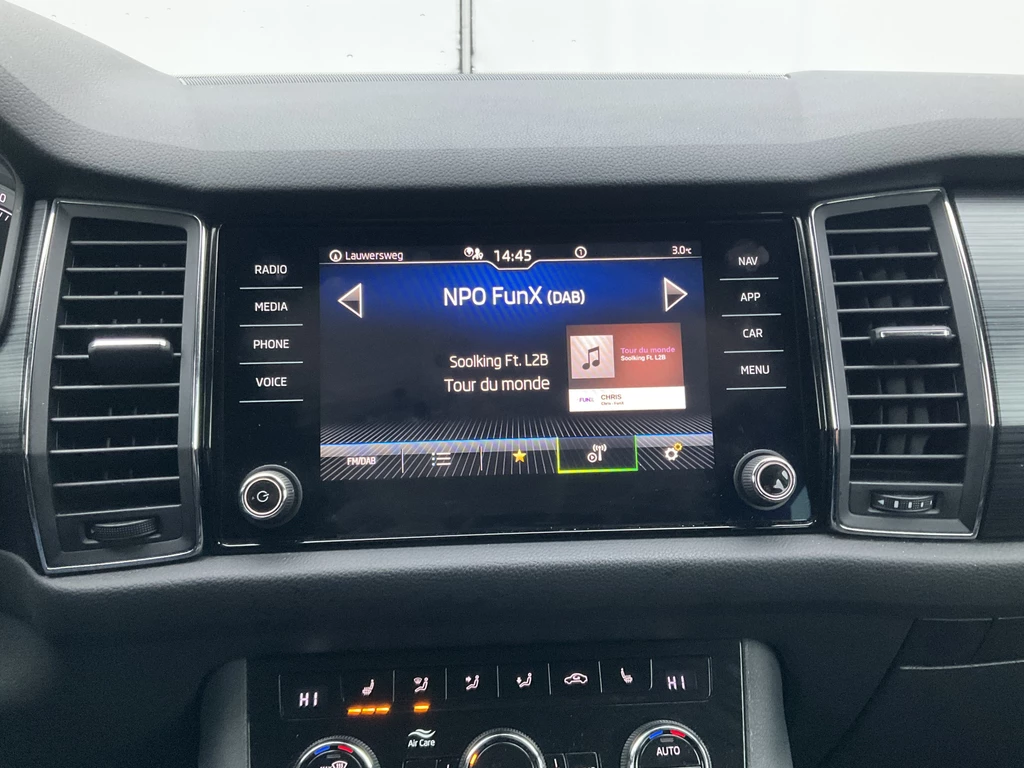 Lauwersweg 14:45 3.0°C
RADIO
MEDIA
PHONE
VOICE
NPO FunX (DAB)
Soolking Ft. L2B
Tour du monde
Tour du monde
Soolking Ft. L2B
FUNX CHRIS
FM/DAB
NAV
APP
CAR
MENU
HI HI
Air Care
AUTO